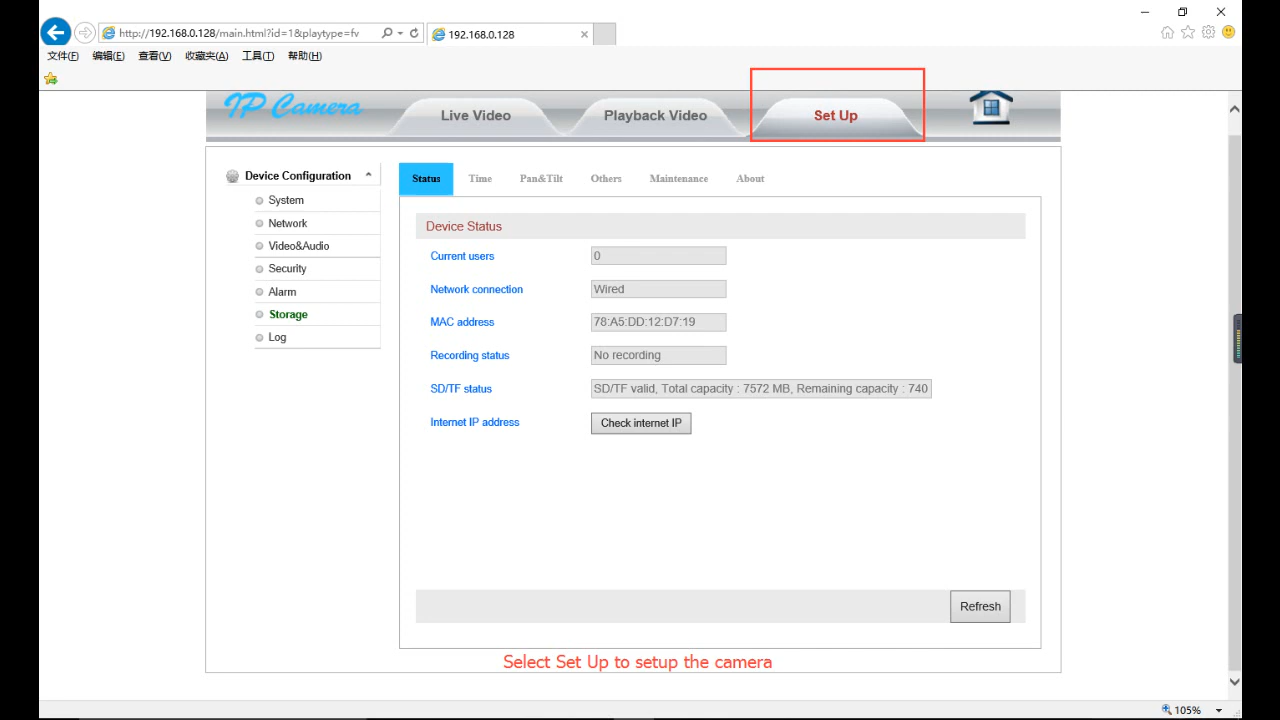 http://192.168.0.128/main.html?id=1&playtype=fv
192.168.0.128
文件(F) 编辑(E) 查看(V) 收藏夹(A) 工具(T) 帮助(H)
IP Camera
Live Video
Playback Video
Set Up
Device Configuration
System
Network
Video&Audio
Security
Alarm
Storage
Log
Status
Time
Pan&Tilt
Others
Maintenance
About
Device Status
Current users 0
Network connection Wired
MAC address 78:A5:DD:12:D7:19
Recording status No recording
SD/TF status SD/TF valid, Total capacity : 7572 MB, Remaining capacity : 740
Internet IP address Check internet IP
Refresh
Select Set Up to setup the camera
105%